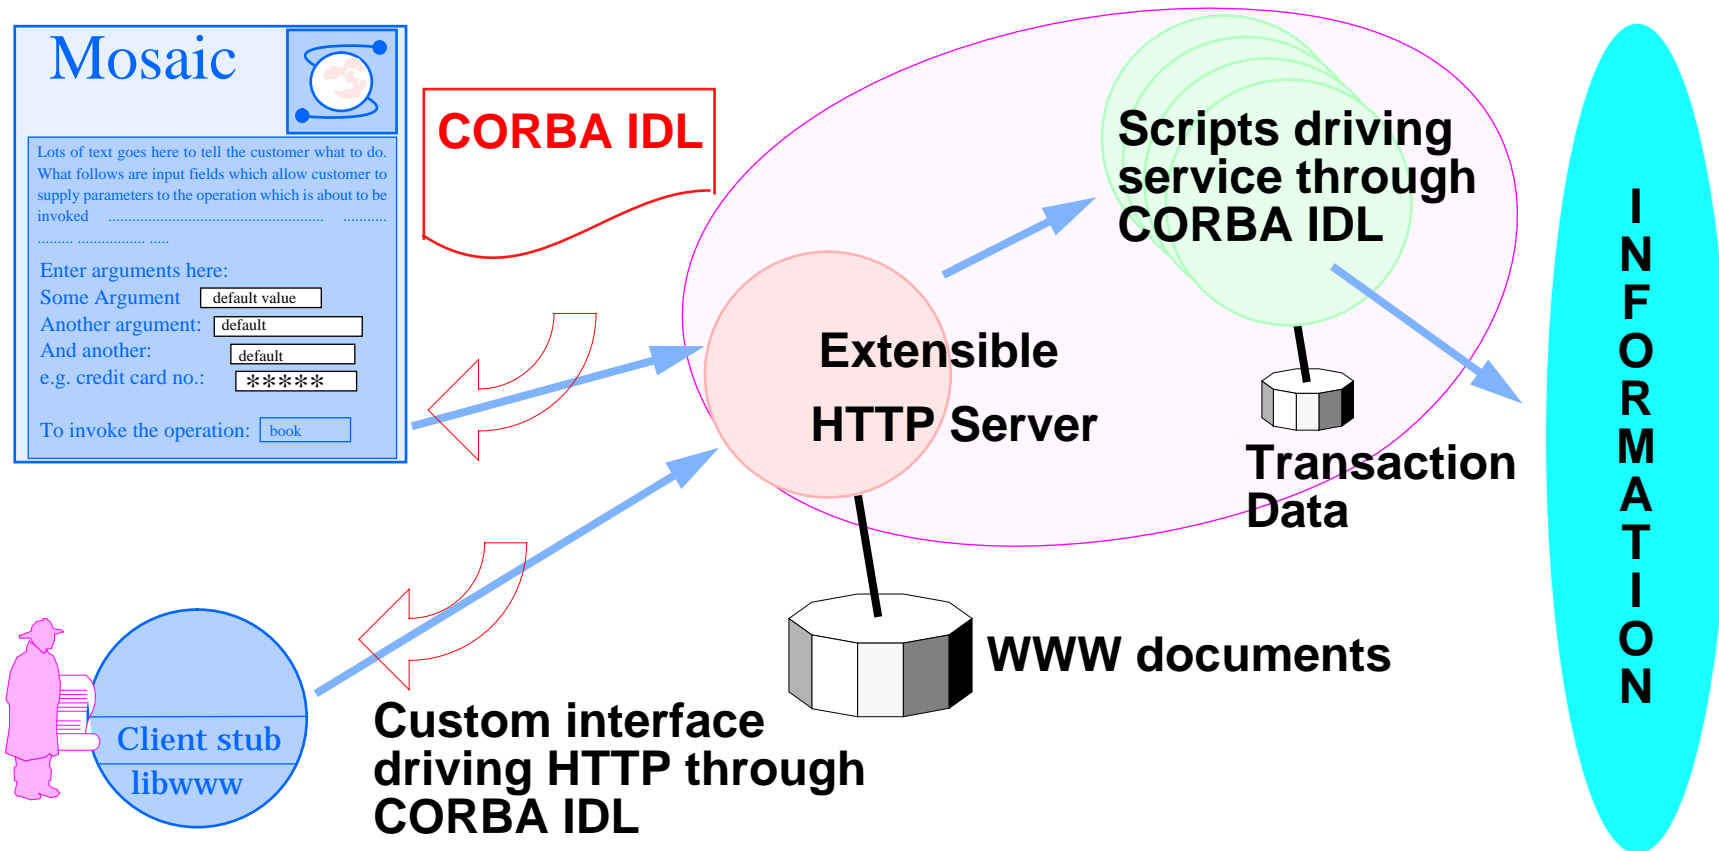 Mosaic
Lots of text goes here to tell the customer what to do.
What follows are input fields which allow customer to
supply parameters to the operation which is about to be
invoked ...................................................... ...........
......... ................. .....
Enter arguments here:
Some Argument default value
Another argument: default
And another: default
e.g. credit card no.: *****
To invoke the operation: book
CORBA IDL
Scripts driving
service through
CORBA IDL
Extensible
HTTP Server
Transaction
Data
WWW documents
Custom interface
driving HTTP through
CORBA IDL
Client stub
libwww
I
N
F
O
R
M
A
T
I
O
N